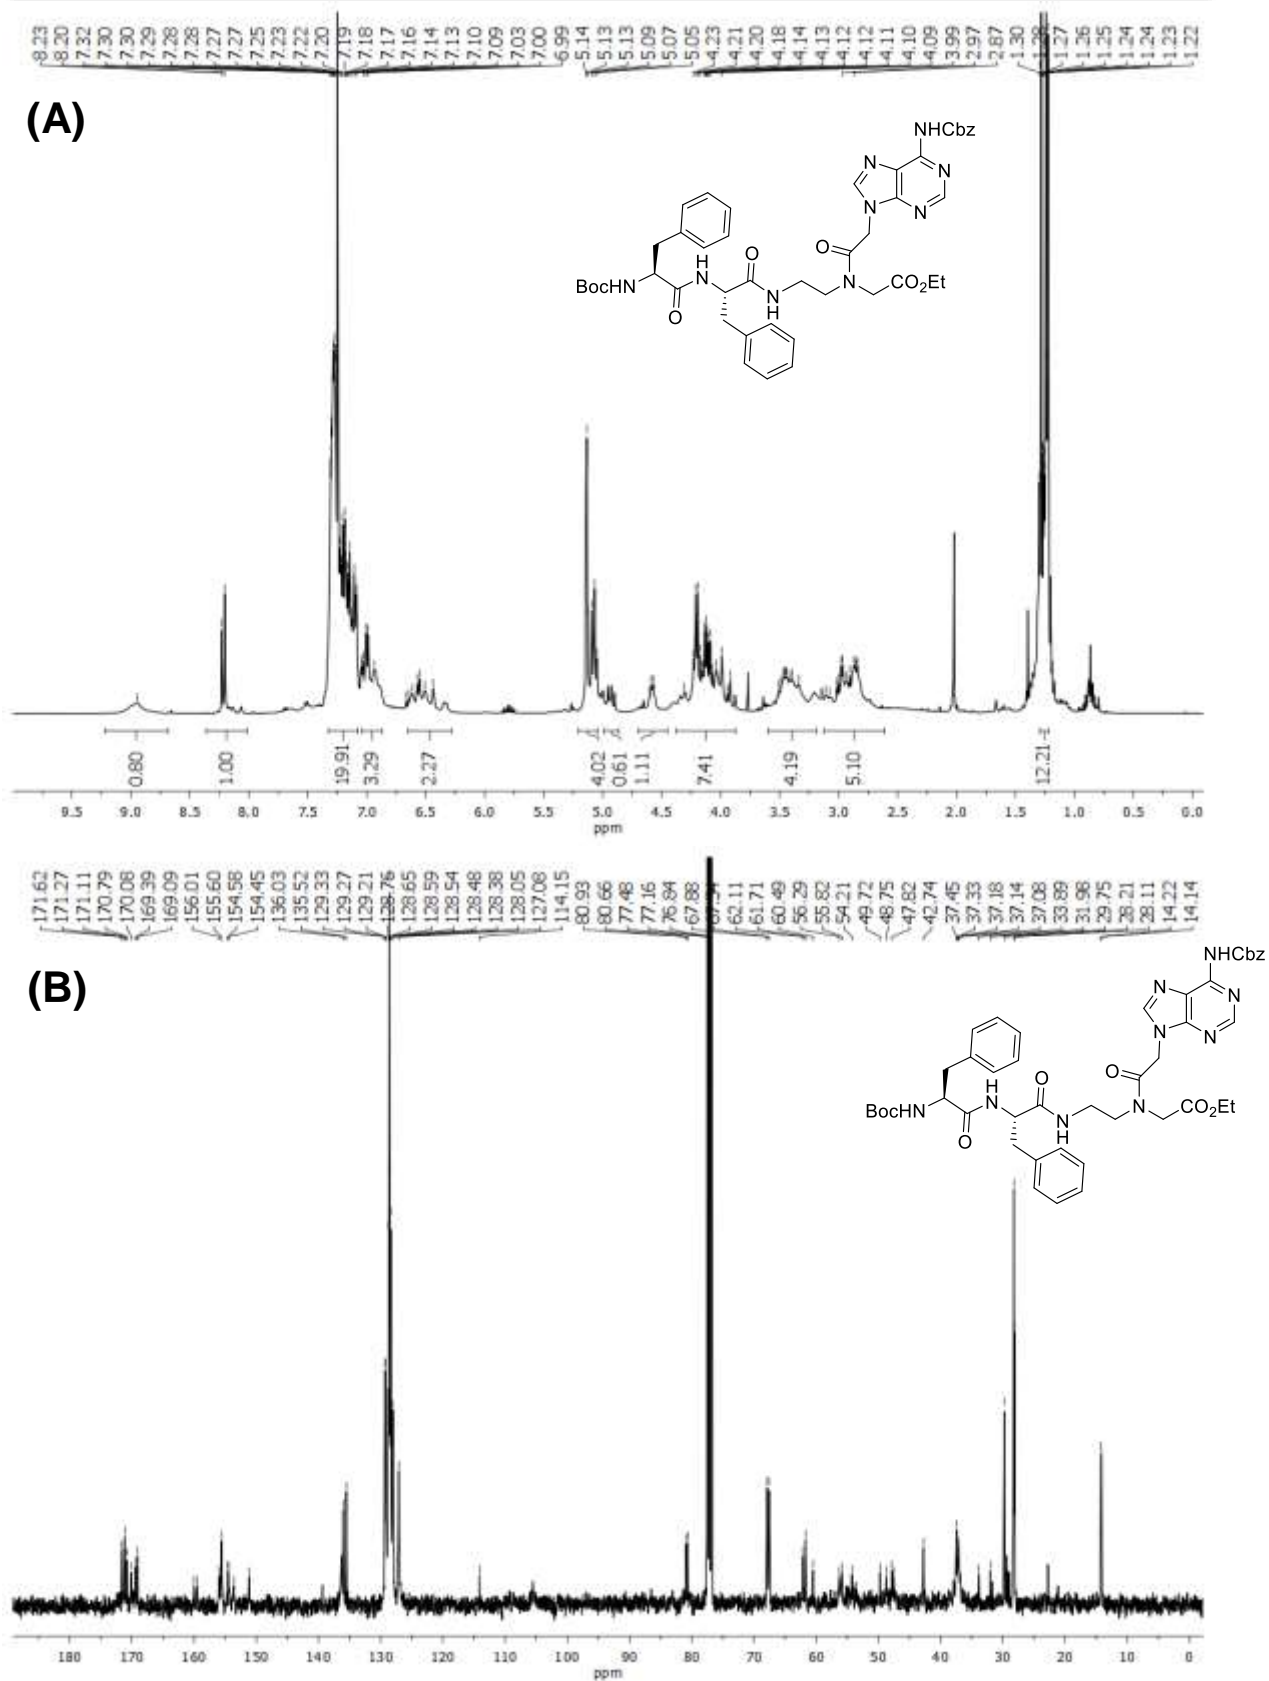 8.23 8.20 7.32 7.30 7.30 7.29 7.28 7.28 7.27 7.27 7.25 7.23 7.22 7.20 7.19 7.18 7.17 7.16 7.14 7.13 7.10 7.09 7.03 7.00 6.99 5.14 5.13 5.13 5.09 5.07 5.05 4.23 4.21 4.20 4.18 4.14 4.13 4.12 4.12 4.11 4.10 4.09 3.99 2.97 2.87 1.30 1.28 1.27 1.26 1.25 1.24 1.24 1.23 1.22
(A)
NHCbz
N N
N N
O
H
N O
BocHN N CO2Et
O N
H
0.80 1.00 19.91 3.29 2.27 4.02 0.61 1.11 7.41 4.19 5.10 12.21
9.5 9.0 8.5 8.0 7.5 7.0 6.5 6.0 5.5 5.0 4.5 4.0 3.5 3.0 2.5 2.0 1.5 1.0 0.5 0.0
ppm
171.62 171.27 171.11 170.79 170.08 169.39 169.09 156.01 155.60 154.58 154.45 136.03 135.52 129.33 129.27 129.21 128.76 128.65 128.59 128.54 128.48 128.38 128.05 127.08 114.15 80.93 80.66 77.48 77.16 76.84 67.88 62.11 61.71 60.49 56.29 55.82 54.21 49.72 48.75 47.82 42.74 37.45 37.33 37.18 37.14 37.08 33.89 31.98 29.75 28.21 28.11 14.22 14.14
(B)
NHCbz
N N
N N
O
H
N O
BocHN N CO2Et
O N
H
180 170 160 150 140 130 120 110 100 90 80 70 60 50 40 30 20 10 0
ppm